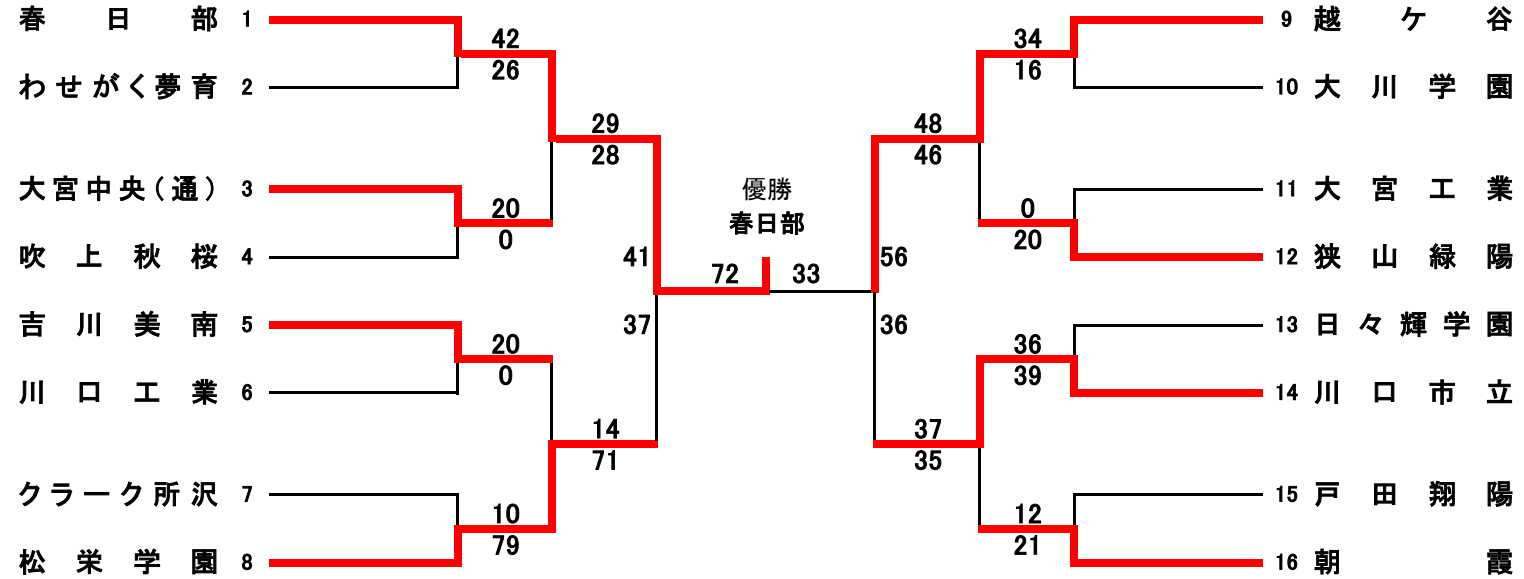 春日部 1
42
26
わせがく夢育 2
29
28
大宮中央(通) 3
20
0
吹上秋桜 4
41
37
吉川美南 5
20
0
川口工業 6
14
71
クラーク所沢 7
10
79
松栄学園 8
優勝
春日部
72 33
9 越ケ谷
34
16
10 大川学園
48
46
11 大宮工業
0
20
12 狭山緑陽
56
36
13 日々輝学園
36
39
14 川口市立
37
35
15 戸田翔陽
12
21
16 朝霞